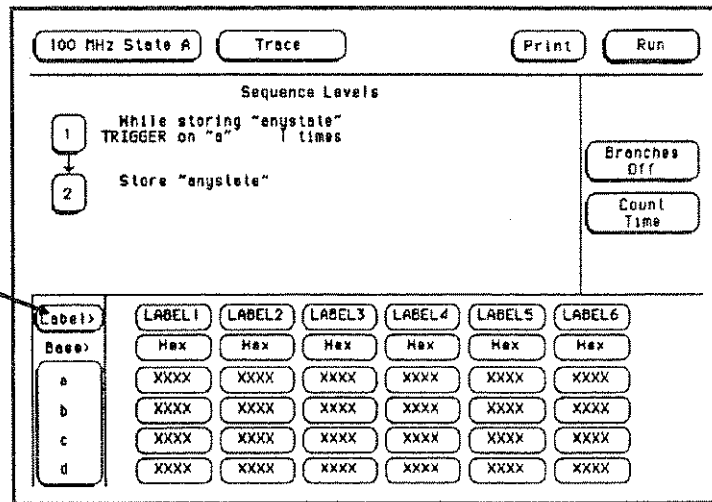 100 MHz State A Trace Print Run
Sequence Levels
1 While storing "anystate"
TRIGGER on "a" 1 times
Branches
Off
2 Store "anystate"
Count
Time
Label> LABEL1 LABEL2 LABEL3 LABEL4 LABEL5 LABEL6
Base> Hex Hex Hex Hex Hex Hex
a XXXX XXXX XXXX XXXX XXXX XXXX
b XXXX XXXX XXXX XXXX XXXX XXXX
c XXXX XXXX XXXX XXXX XXXX XXXX
d XXXX XXXX XXXX XXXX XXXX XXXX